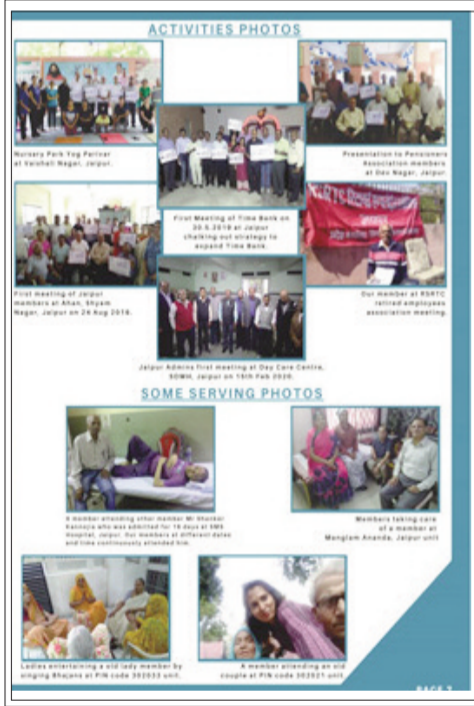 ACTIVITIES PHOTOS
Nursery Park Yog Parivar
at Vaishali Nagar, Jaipur.
Presentation to Pensioners
Association members
at Dev Nagar, Jaipur.
First Meeting of Time Bank on
30.6.2019 at Jaipur
chalking out strategy to
expand Time Bank.
First meeting of Jaipur
members at Ahan, Shyam
Nagar, Jaipur on 24 Aug 2019.
Our member at RSRTC
retired employees
association meeting.
Jaipur Admins first meeting at Day Care Centre,
SDMH, Jaipur on 15th Feb 2020.
SOME SERVING PHOTOS
A member attending other member Mr Shankar
who was admitted for 18 days at SMS
Hospital, Jaipur. Our members at different dates
and time continuously attended him.
Members taking care
of a member at
Manglam Ananda, Jaipur unit
Ladies entertaining a old lady member by
singing Bhajans at PIN code 302033 unit.
A member attending an old
couple at PIN code 302021 unit
PAGE 7